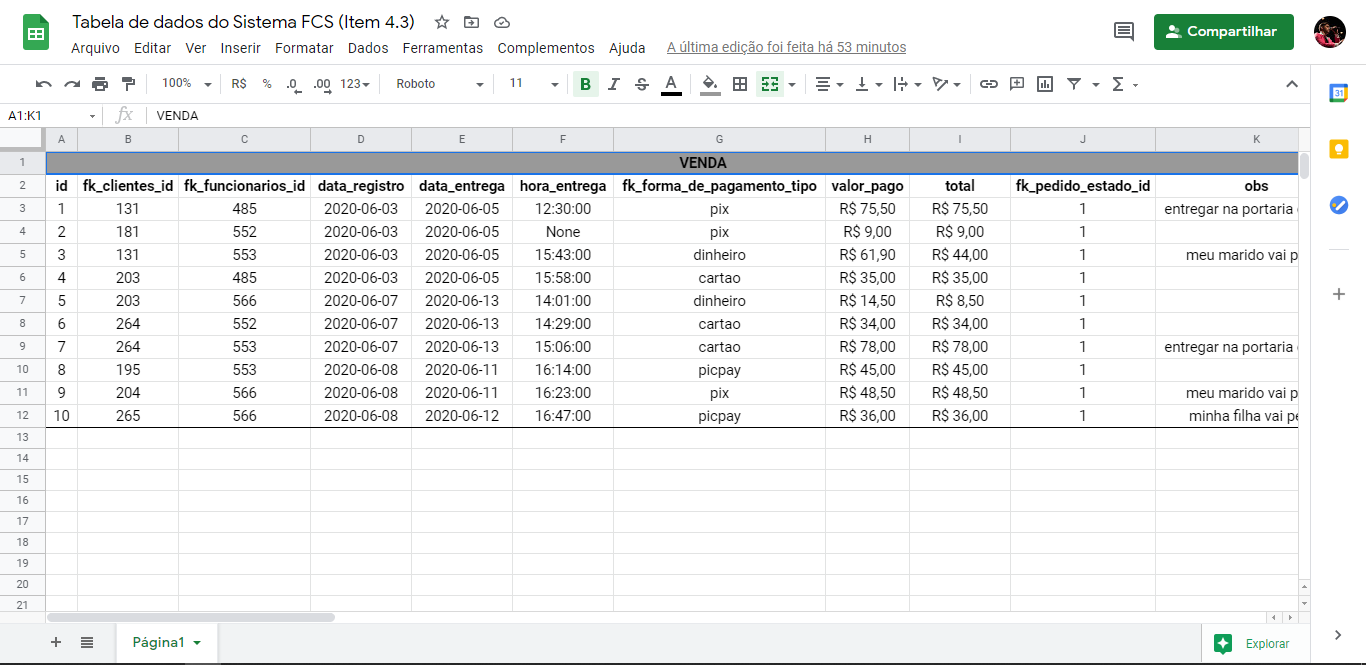 Tabela de dados do Sistema FCS (Item 4.3)
Arquivo Editar Ver Inserir Formatar Dados Ferramentas Complementos Ajuda A última edição foi feita há 53 minutos
Compartilhar
100% R$ % .0 .00 123 Roboto 11 B I S A
31
A1:K1 fx VENDA
A B C D E F G H I J K
1 VENDA
2 id fk_clientes_id fk_funcionarios_id data_registro data_entrega hora_entrega fk_forma_de_pagamento_tipo valor_pago total fk_pedido_estado_id obs
3 1 131 485 2020-06-03 2020-06-05 12:30:00 pix R$ 75,50 R$ 75,50 1 entregar na portaria
4 2 181 552 2020-06-03 2020-06-05 None pix R$ 9,00 R$ 9,00 1
5 3 131 553 2020-06-03 2020-06-05 15:43:00 dinheiro R$ 61,90 R$ 44,00 1 meu marido vai p
6 4 203 485 2020-06-03 2020-06-05 15:58:00 cartao R$ 35,00 R$ 35,00 1
7 5 203 566 2020-06-07 2020-06-13 14:01:00 dinheiro R$ 14,50 R$ 8,50 1
8 6 264 552 2020-06-07 2020-06-13 14:29:00 cartao R$ 34,00 R$ 34,00 1
9 7 264 553 2020-06-07 2020-06-13 15:06:00 cartao R$ 78,00 R$ 78,00 1 entregar na portaria
10 8 195 553 2020-06-08 2020-06-11 16:14:00 picpay R$ 45,00 R$ 45,00 1
11 9 204 566 2020-06-08 2020-06-11 16:23:00 pix R$ 48,50 R$ 48,50 1 meu marido vai p
12 10 265 566 2020-06-08 2020-06-12 16:47:00 picpay R$ 36,00 R$ 36,00 1 minha filha vai pe
13
14
15
16
17
18
19
20
21
Página1 Explorar